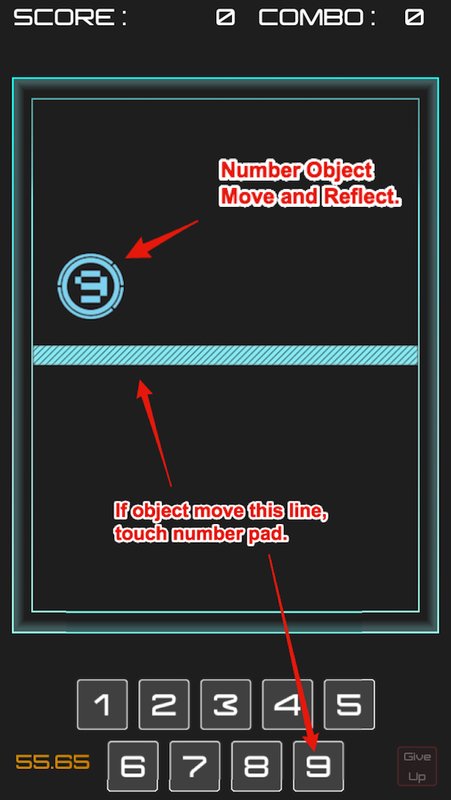 SCORE : 0 COMBO : 0
Number Object
Move and Reflect.
9
If object move this line,
touch number pad.
1 2 3 4 5
55.65 6 7 8 9 Give
Up